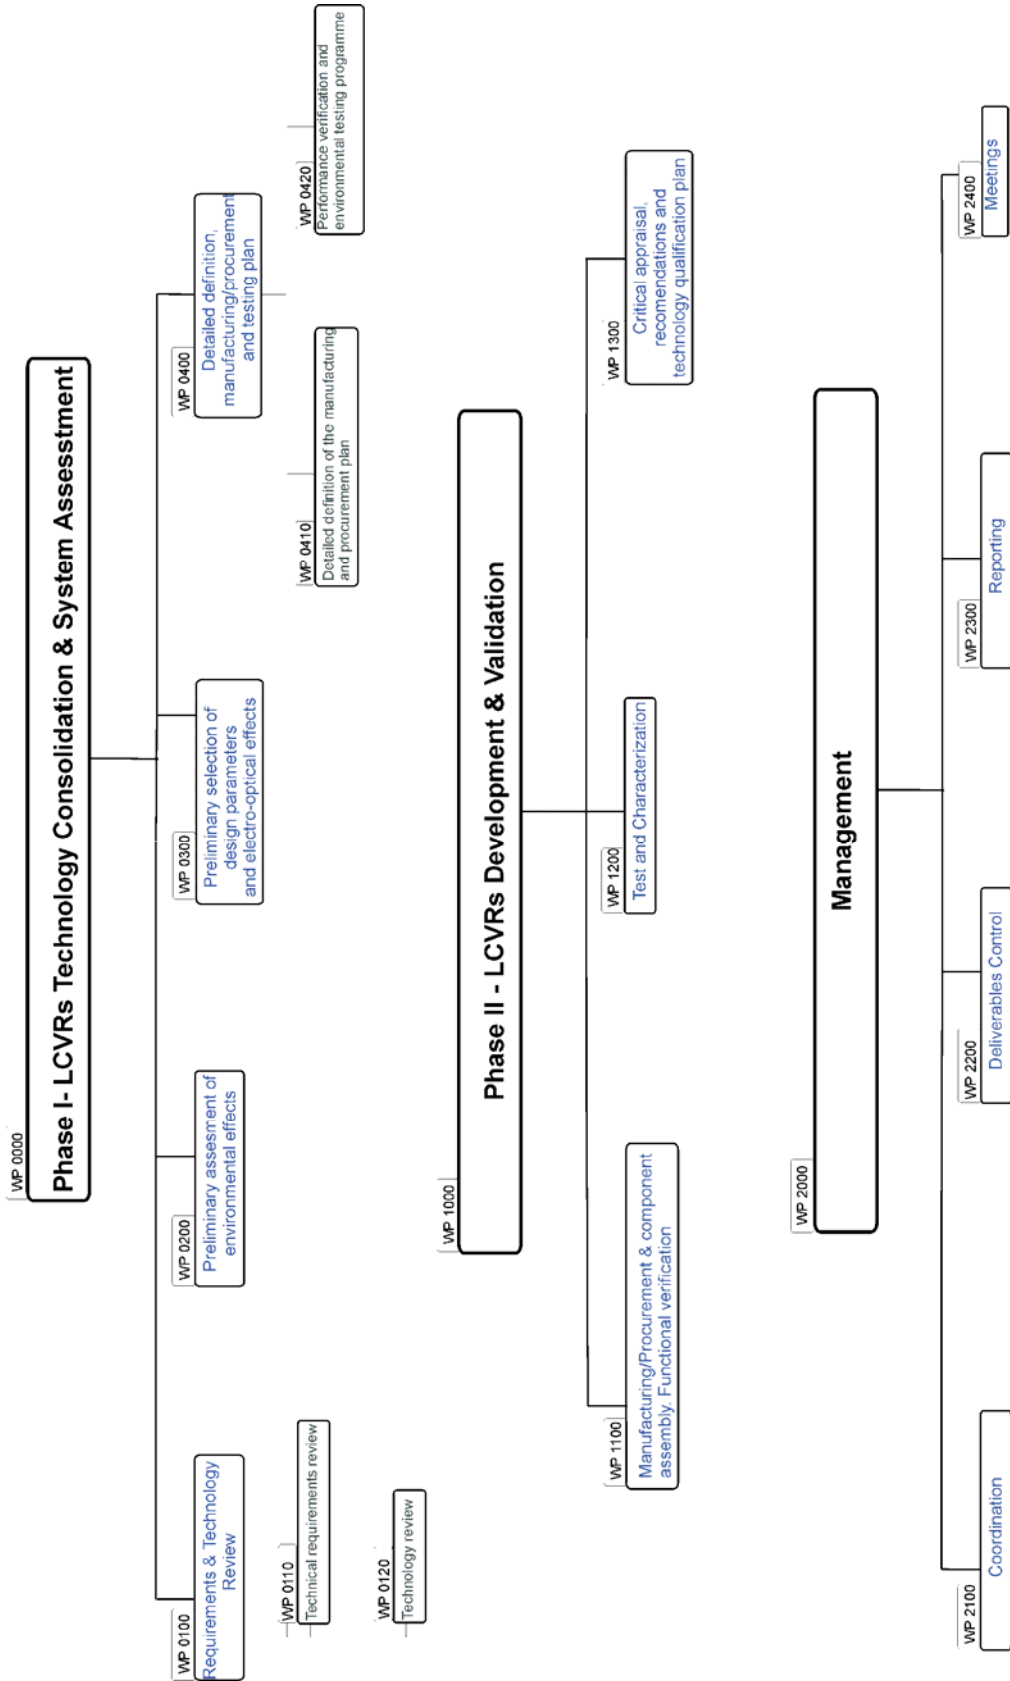 WP 0000
Phase I- LCVRs Technology Consolidation & System Assesstment
WP 0100
Requirements & Technology
Review
WP 0110
Technical requirements review
WP 0120
Technology review
WP 0200
Preliminary assesment of
environmental effects
WP 0300
Preliminary selection of
design parameters
and electro-optical effects
WP 0400
Detailed definition,
manufacturing/procurement
and testing plan
WP 0410
Detailed definition of the manufacturing
and procurement plan
WP 0420
Performance verification and
environmental testing programme
WP 1000
Phase II - LCVRs Development & Validation
WP 1100
Manufacturing/Procurement & component
assembly. Functional verification
WP 1200
Test and Characterization
WP 1300
Critical appraisal,
recomendations and
technology qualification plan
WP 2000
Management
WP 2100
Coordination
WP 2200
Deliverables Control
WP 2300
Reporting
WP 2400
Meetings